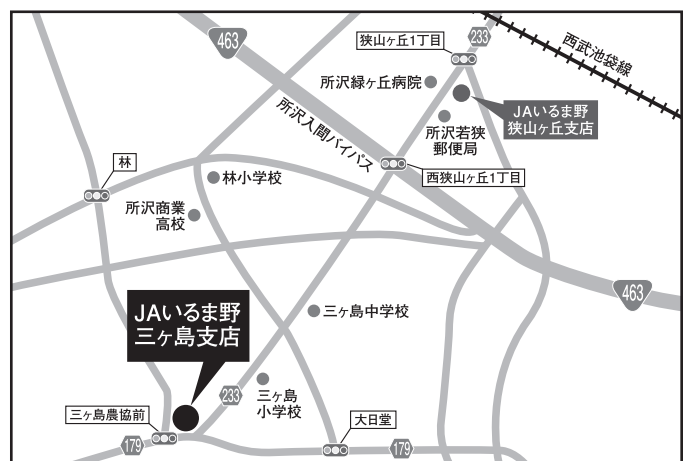 463
狭山ヶ丘1丁目
233
西武池袋線
所沢緑ヶ丘病院
JAいるま野
狭山ヶ丘支店
所沢入間バイパス
所沢若狭
郵便局
林
西狭山ヶ丘1丁目
林小学校
所沢商業
高校
463
JAいるま野
三ヶ島支店
三ヶ島中学校
233
三ヶ島
小学校
三ヶ島農協前
大日堂
179
179